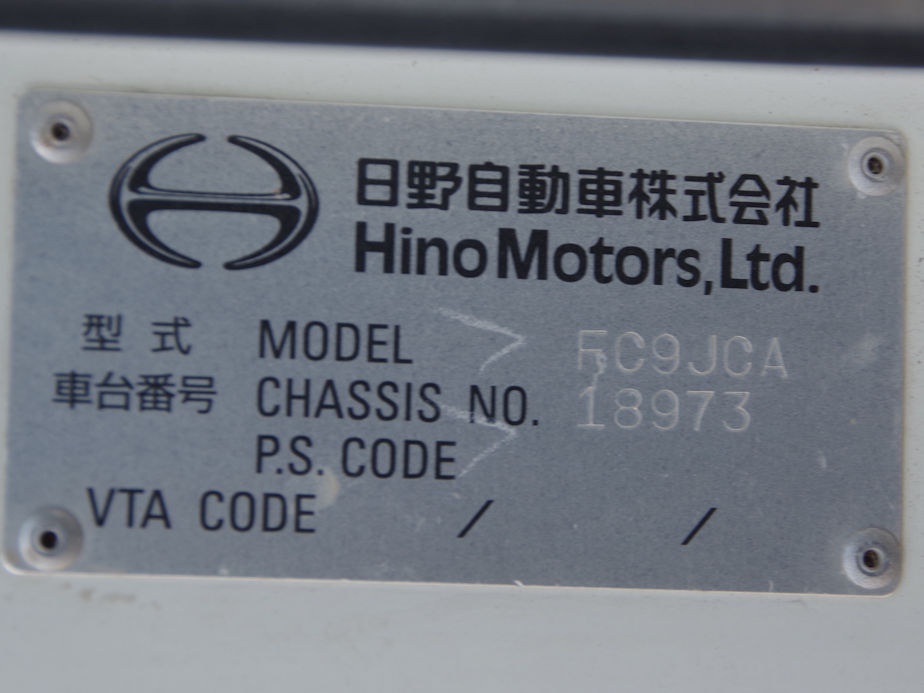 日野自動車株式会社
Hino Motors, Ltd.
型式 MODEL FC9JCA
車台番号 CHASSIS NO. 18973
P.S. CODE
VTA CODE / /